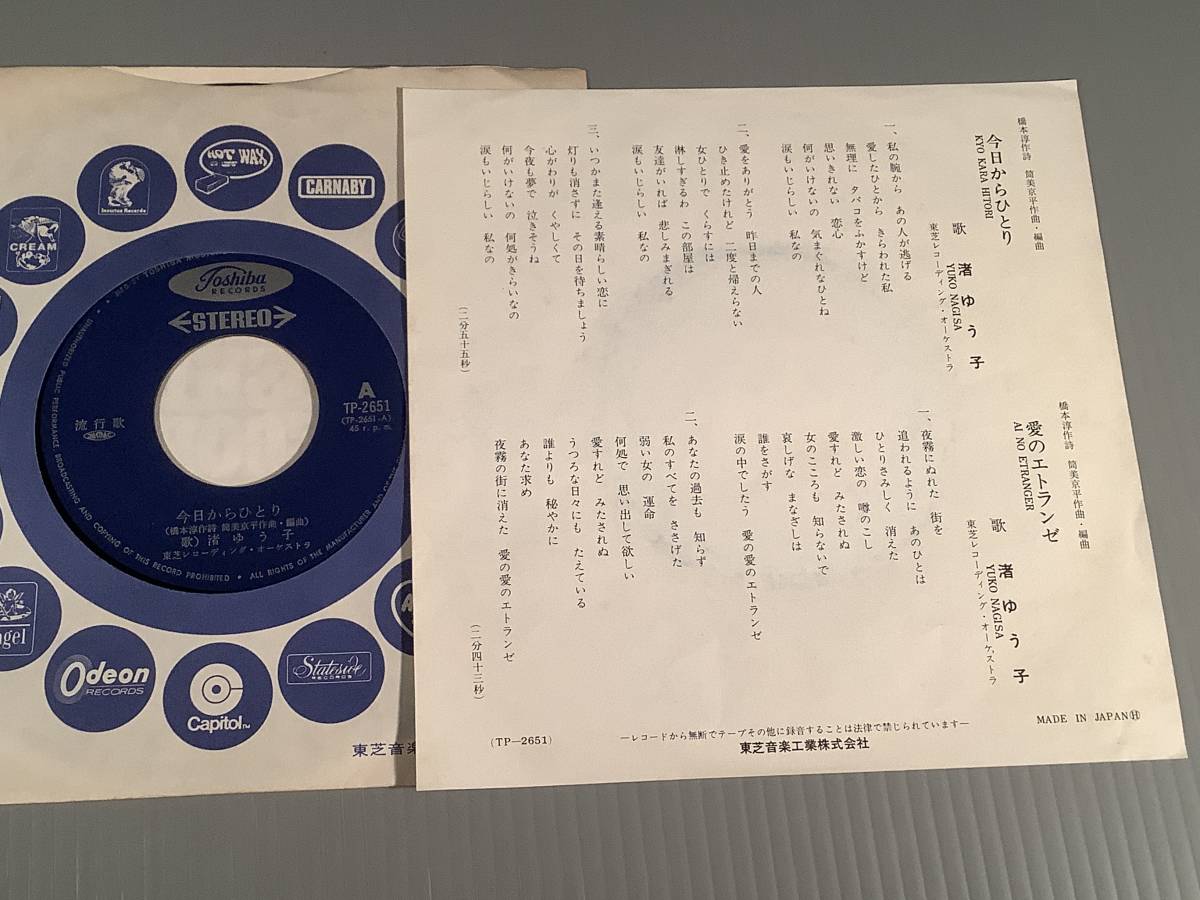 HOT WAX
Invictus Records
CARNABY
CREAM
Toshiba
RECORDS
STEREO
A
TP-2651
(TP-2651-A)
45 r.p.m.
流行歌
今日からひとり
(橋本淳作詩 筒美京平作曲・編曲)
歌)渚 ゆ う 子
東芝レコーディング・オーケストラ
UNAUTHORIZED PUBLIC PERFORMANCE, BROADCASTING AND COPYING OF THIS RECORD PROHIBITED • ALL RIGHTS OF THE MANUFACTURER AND OF
Odeon
RECORDS
Capitol
Stateside
RECORDS
東芝音楽
橋本淳作詩 筒美京平作曲・編曲
今日からひとり
KYO KARA HITORI
歌 渚 ゆ う 子
YUKO NAGISA
東芝レコーディング・オーケストラ
一、私の腕から あの人が逃げる
愛したひとから きらわれた私
無理に タバコをふかすけど
思いきれない 恋心
何がいけないの 気まぐれなひとね
涙もいじらしい 私なの
二、愛をありがとう 昨日までの人
ひき止めたけれど 二度と帰えらない
女ひとりで くらすには
淋しすぎるわ この部屋は
友達がいれば 悲しみまぎれる
涙もいじらしい 私なの
三、いつかまた逢える素晴らしい恋に
灯りも消さずに その日を待ちましょう
心がわりが くやしくて
今夜も夢で 泣きそうね
何がいけないの 何処がきらいなの
涙もいじらしい 私なの
(二分五十五秒)
橋本淳作詩 筒美京平作曲・編曲
愛のエトランゼ
AI NO ETRANGER
歌 渚 ゆ う 子
YUKO NAGISA
東芝レコーディング・オーケストラ
一、夜霧にぬれた 街を
追われるように あのひとは
ひとりさみしく 消えた
激しい恋の 噂のこし
愛すれど みたされぬ
女のこころも 知らないで
哀しげな まなざしは
誰をさがす
涙の中でしたう 愛の愛のエトランゼ
二、あなたの過去も 知らず
私のすべてを ささげた
弱い女の 運命
何処で 思い出して欲しい
愛すれど みたされぬ
うつろな日々にも たえている
誰よりも 秘やかに
あなた求め
夜霧の街に消えた 愛の愛のエトランゼ
(二分四十三秒)
MADE IN JAPAN Ⓗ
(TP—2651)
—レコードから無断でテープその他に録音することは法律で禁じられています—
東芝音楽工業株式会社